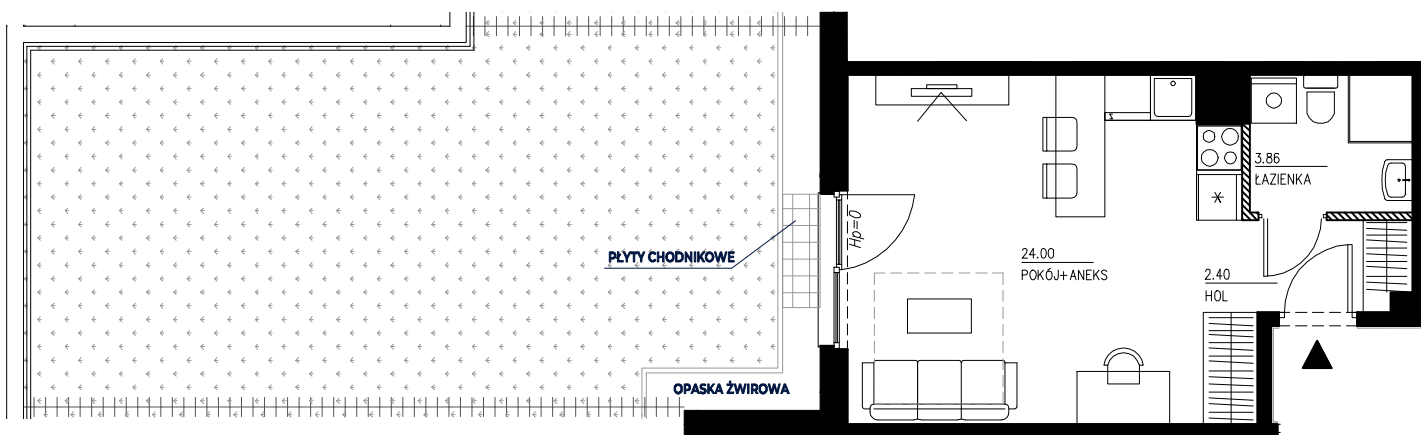 PŁYTY CHODNIKOWE
OPASKA ŻWIROWA
Hp=0
24.00
POKÓJ+ANEKS
2.40
HOL
3.86
ŁAZIENKA